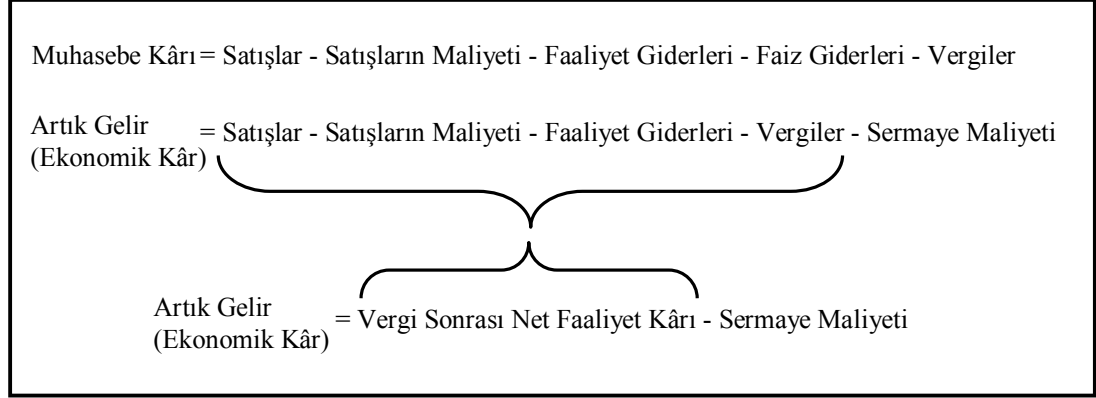 Muhasebe Kârı = Satışlar - Satışların Maliyeti - Faaliyet Giderleri - Faiz Giderleri - Vergiler
Artık Gelir
(Ekonomik Kâr) = Satışlar - Satışların Maliyeti - Faaliyet Giderleri - Vergiler - Sermaye Maliyeti
Artık Gelir
(Ekonomik Kâr) = Vergi Sonrası Net Faaliyet Kârı - Sermaye Maliyeti